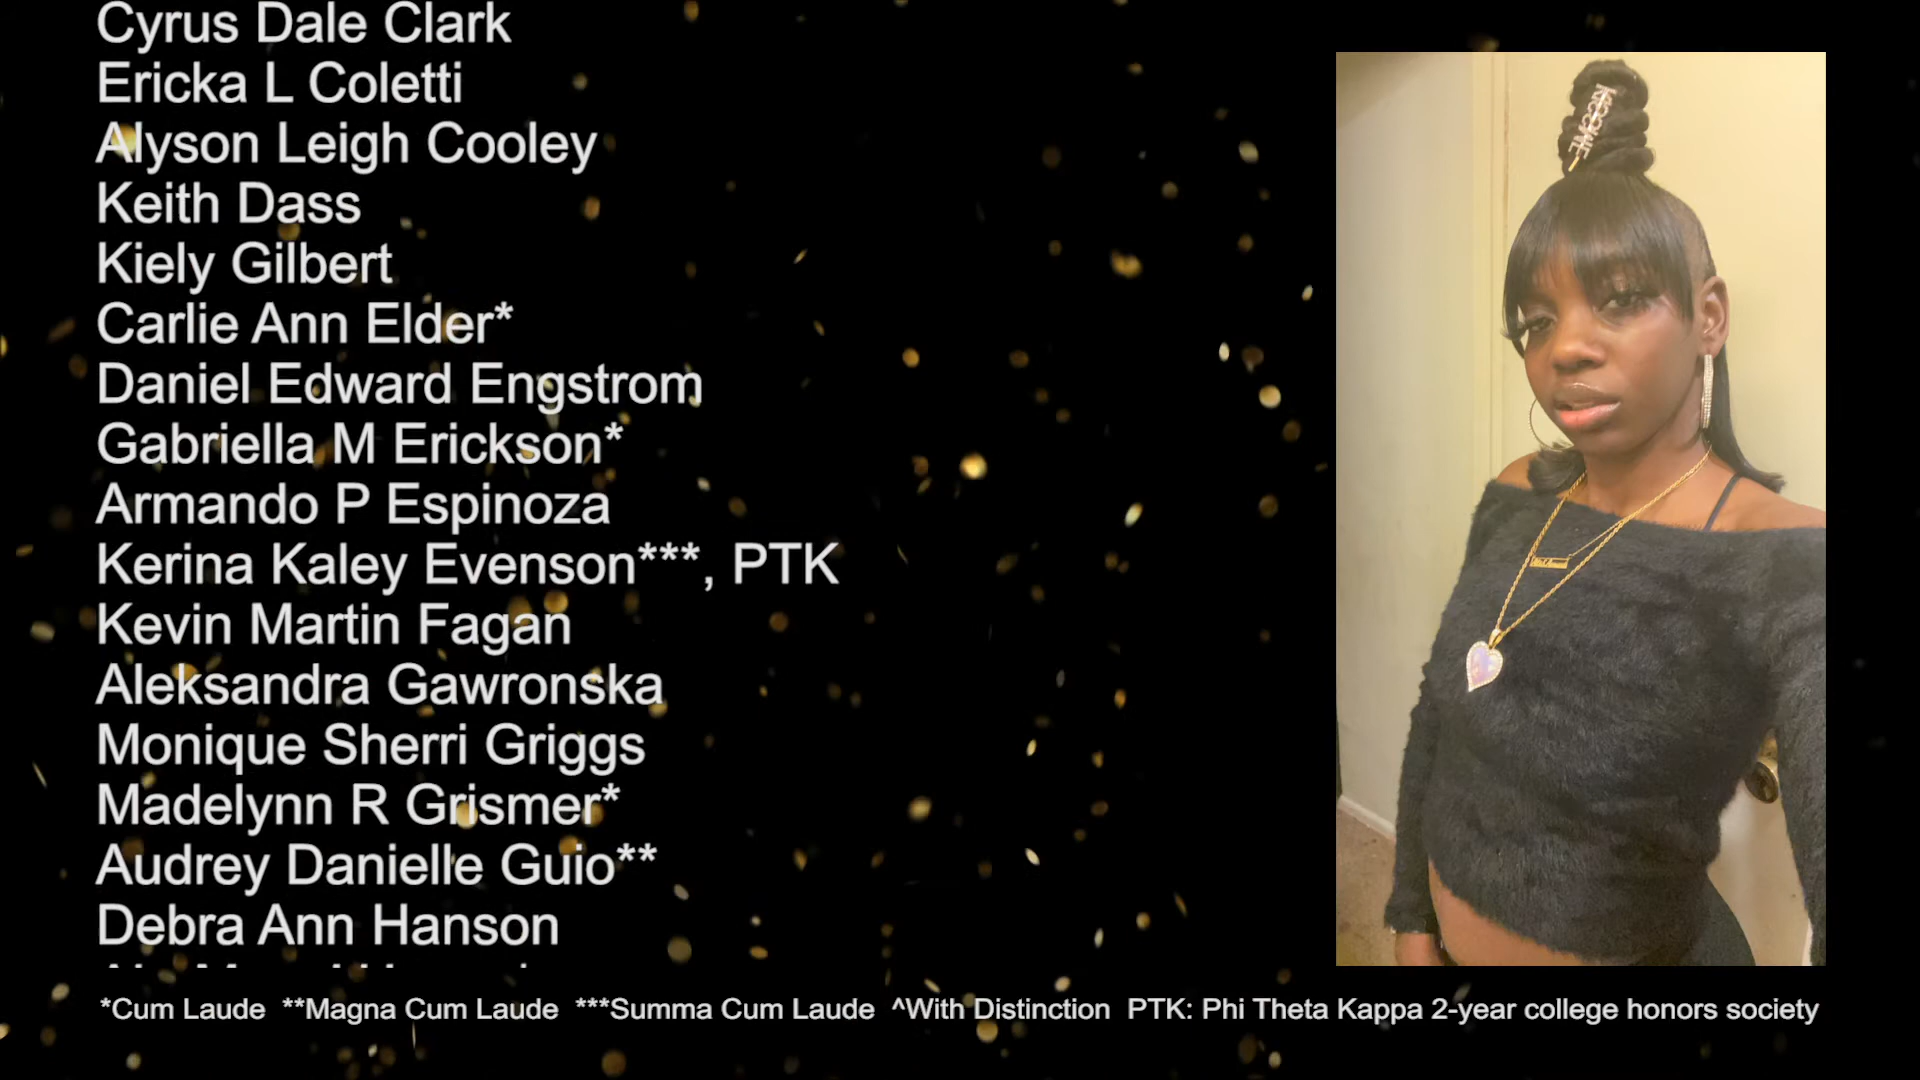 Cyrus Dale Clark
Ericka L Coletti
Alyson Leigh Cooley
Keith Dass
Kiely Gilbert
Carlie Ann Elder*
Daniel Edward Engstrom
Gabriella M Erickson*
Armando P Espinoza
Kerina Kaley Evenson***, PTK
Kevin Martin Fagan
Aleksandra Gawronska
Monique Sherri Griggs
Madelynn R Grismer*
Audrey Danielle Guio**
Debra Ann Hanson
*Cum Laude **Magna Cum Laude ***Summa Cum Laude ^With Distinction PTK: Phi Theta Kappa 2-year college honors society